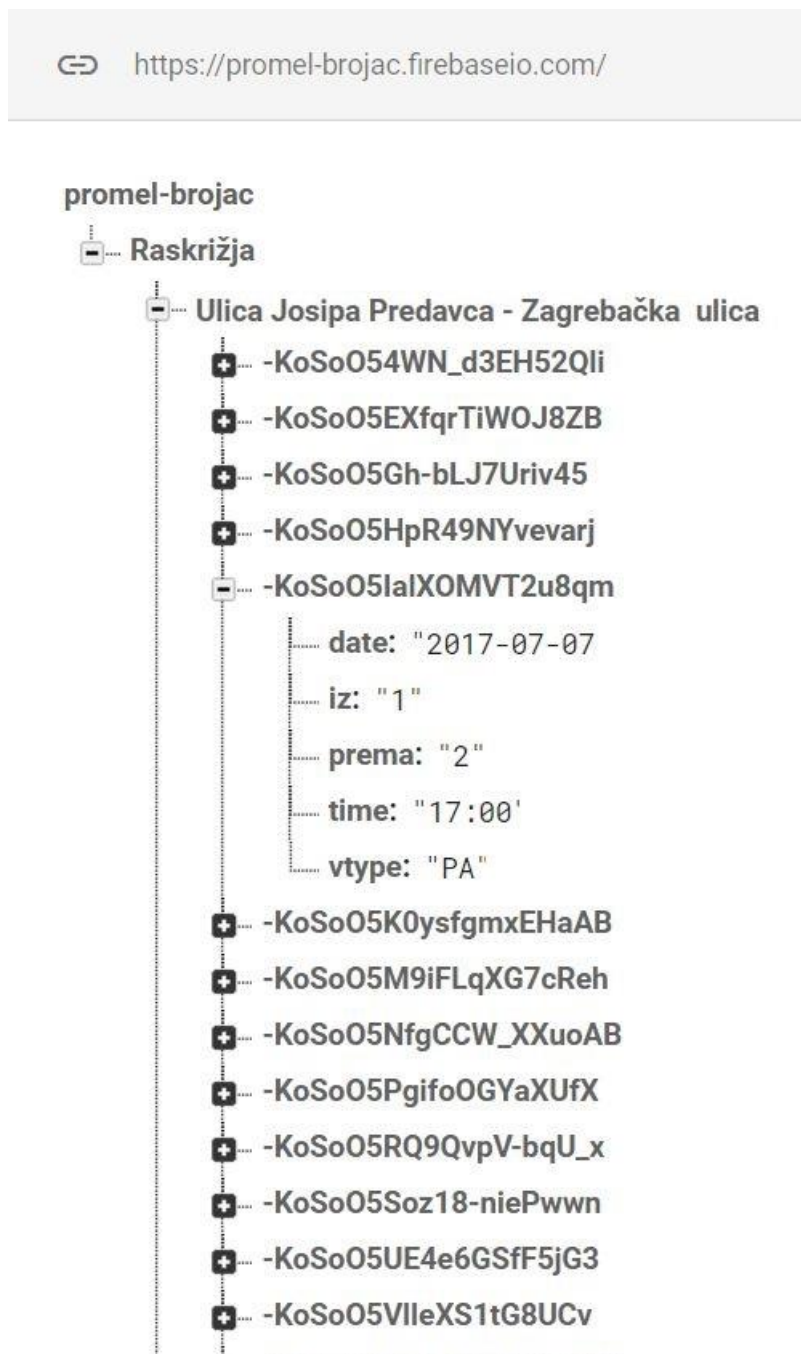 https://promel-brojac.firebaseio.com/
promel-brojac
Raskrižja
Ulica Josipa Predavca - Zagrebačka ulica
-KoSoO54WN_d3EH52Qli
-KoSoO5EXfqrTiWOJ8ZB
-KoSoO5Gh-bLJ7Uriv45
-KoSoO5HpR49NYvevarj
-KoSoO5IalXOMVT2u8qm
date: "2017-07-07
iz: "1"
prema: "2"
time: "17:00'
vtype: "PA"
-KoSoO5K0ysfgmxEHaAB
-KoSoO5M9iFLqXG7cReh
-KoSoO5NfgCCW_XXuoAB
-KoSoO5PgifoOGYaXUfX
-KoSoO5RQ9QvpV-bqU_x
-KoSoO5Soz18-niePwwn
-KoSoO5UE4e6GSfF5jG3
-KoSoO5VlleXS1tG8UCv